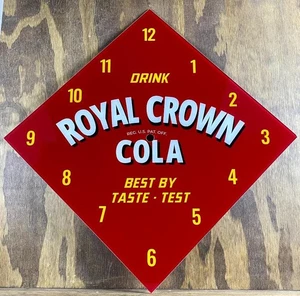 12
11 1
DRINK
10 2
ROYAL CROWN
REG. U.S. PAT. OFF.
9 3
COLA
8 4
BEST BY
TASTE · TEST
7 5
6